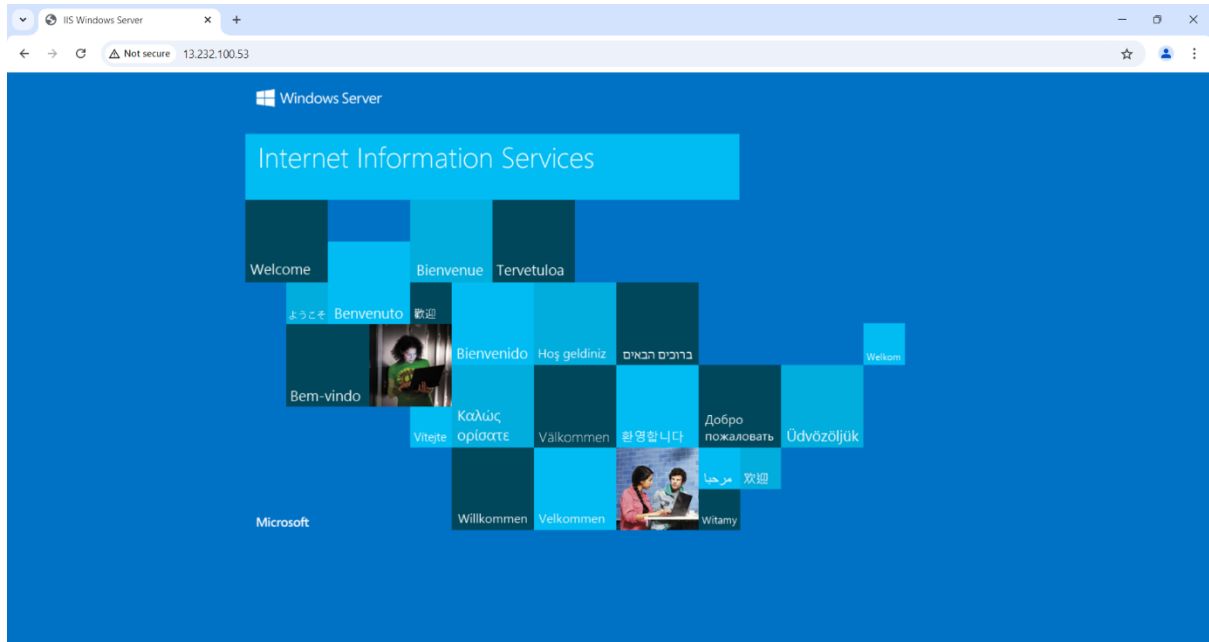 IIS Windows Server
Not secure 13.232.100.53
Windows Server
Internet Information Services
Welcome
Bienvenue
Tervetuloa
ようこそ
Benvenuto
歡迎
Bienvenido
Hoş geldiniz
ברוכים הבאים
Welkom
Bem-vindo
Vítejte
Καλώς
ορίσατε
Välkommen
환영합니다
Добро
пожаловать
Üdvözöljük
مرحبا
欢迎
Microsoft
Willkommen
Velkommen
Witamy